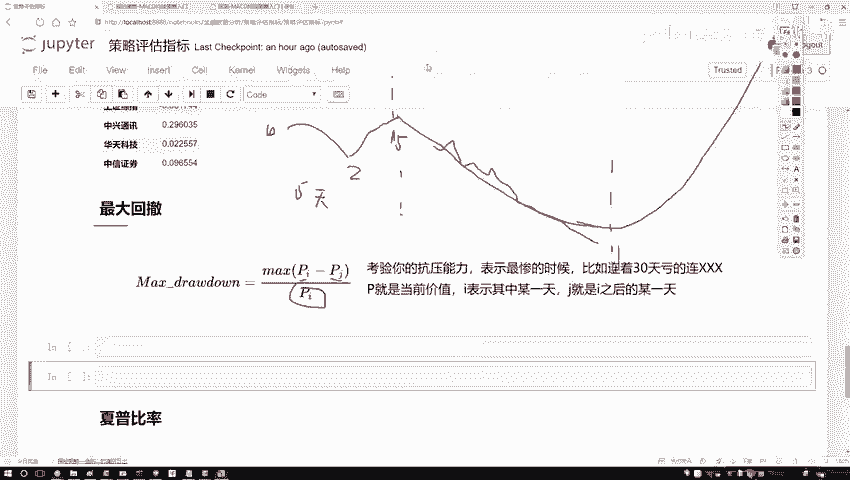 http://localhost:8888/notebooks/
jupyter 策略评估指标 Last Checkpoint: an hour ago (autosaved)
File Edit View Insert Cell Kernel Widgets Help
Trusted
Code
中兴通讯 0.296035
华天科技 0.022557
中信证券 0.096554
2
15
5天
最大回撤
Max_drawdown = max(P_i − P_j) / P_i
考验你的抗压能力，表示最惨的时候，比如连着30天亏的连XXX
P就是当前价值，i表示其中某一天，j就是i之后的某一天
In [ ]:
In [ ]:
夏普比率